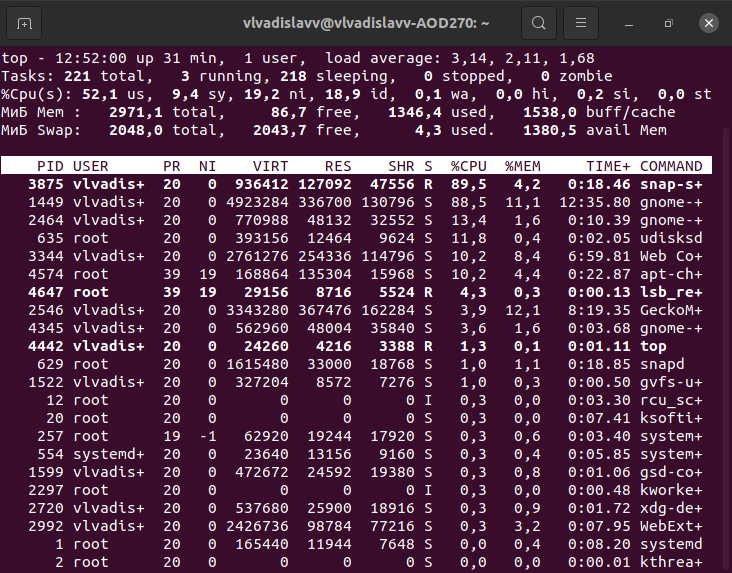 vlvadislavv@vlvadislavv-AOD270: ~
top - 12:52:00 up 31 min,  1 user,  load average: 3,14, 2,11, 1,68
Tasks: 221 total,   3 running, 218 sleeping,   0 stopped,   0 zombie
%Cpu(s): 52,1 us,  9,4 sy, 19,2 ni, 18,9 id,  0,1 wa,  0,0 hi,  0,2 si,  0,0 st
МиБ Mem :   2971,1 total,     86,7 free,   1346,4 used,   1538,0 buff/cache
МиБ Swap:   2048,0 total,   2043,7 free,      4,3 used.   1380,5 avail Mem
PID USER      PR  NI    VIRT    RES    SHR S  %CPU  %MEM     TIME+ COMMAND
3875 vlvadis+  20   0  936412 127092  47556 R  89,5   4,2   0:18.46 snap-s+
1449 vlvadis+  20   0 4923284 336700 130796 S  88,5  11,1  12:35.80 gnome-+
2464 vlvadis+  20   0  770988  48132  32552 S  13,4   1,6   0:10.39 gnome-+
635 root      20   0  393156  12464   9624 S  11,8   0,4   0:02.05 udisksd
3344 vlvadis+  20   0 2761276 254336 114796 S  10,2   8,4   6:59.81 Web Co+
4574 root      39  19  168864 135304  15968 S  10,2   4,4   0:22.87 apt-ch+
4647 root      39  19   29156   8716   5524 R   4,3   0,3   0:00.13 lsb_re+
2546 vlvadis+  20   0 3343280 367476 162284 S   3,9  12,1   8:19.35 GeckoM+
4345 vlvadis+  20   0  562960  48004  35840 S   3,6   1,6   0:03.68 gnome-+
4442 vlvadis+  20   0   24260   4216   3388 R   1,3   0,1   0:01.11 top
629 root      20   0 1615480  33000  18768 S   1,0   1,1   0:18.85 snapd
1522 vlvadis+  20   0  327204   8572   7276 S   1,0   0,3   0:00.50 gvfs-u+
12 root      20   0       0      0      0 I   0,3   0,0   0:03.30 rcu_sc+
20 root      20   0       0      0      0 S   0,3   0,0   0:07.41 ksofti+
257 root      19  -1   62920  19244  17920 S   0,3   0,6   0:03.40 system+
554 systemd+  20   0   23640  13156   9160 S   0,3   0,4   0:05.85 system+
1599 vlvadis+  20   0  472672  24592  19380 S   0,3   0,8   0:01.06 gsd-co+
2297 root      20   0       0      0      0 I   0,3   0,0   0:00.48 kworke+
2720 vlvadis+  20   0  537680  25900  18916 S   0,3   0,9   0:01.72 xdg-de+
2992 vlvadis+  20   0 2426736  98784  77216 S   0,3   3,2   0:07.95 WebExt+
1 root      20   0  165440  11944   7648 S   0,0   0,4   0:08.20 systemd
2 root      20   0       0      0      0 S   0,0   0,0   0:00.01 kthrea+